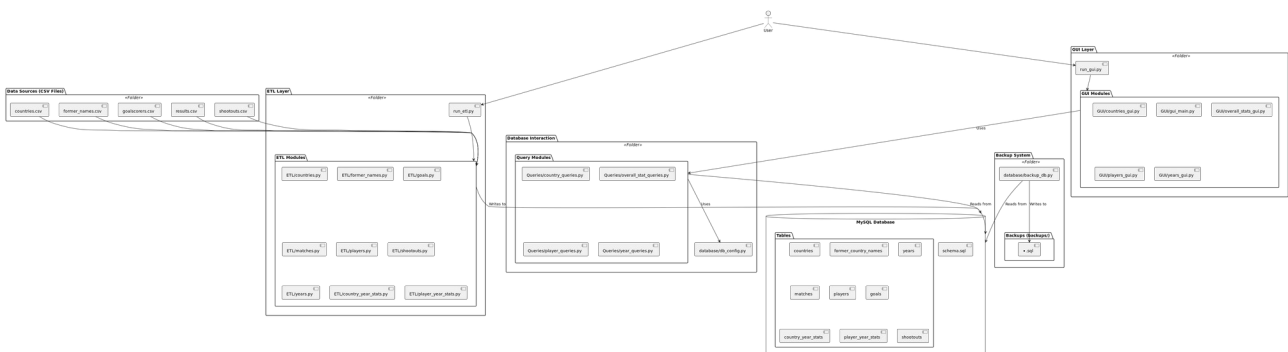 User
GUI Layer
«Folder»
run_gui.py
GUI Modules
GUI/countries_gui.py
GUI/gui_main.py
GUI/overall_stats_gui.py
GUI/players_gui.py
GUI/years_gui.py
Data Sources (CSV Files)
«Folder»
countries.csv
former_names.csv
goalscorers.csv
results.csv
shootouts.csv
ETL Layer
«Folder»
run_etl.py
ETL Modules
ETL/countries.py
ETL/former_names.py
ETL/goals.py
ETL/matches.py
ETL/players.py
ETL/shootouts.py
ETL/years.py
ETL/country_year_stats.py
ETL/player_year_stats.py
Writes to
Database Interaction
«Folder»
Query Modules
Queries/country_queries.py
Queries/overall_stat_queries.py
Queries/player_queries.py
Queries/year_queries.py
Uses
database/db_config.py
Uses
Reads from
Backup System
«Folder»
database/backup_db.py
Reads from
Writes to
Backups (backups/)
*.sql
MySQL Database
Tables
countries
former_country_names
years
schema.sql
matches
players
goals
country_year_stats
player_year_stats
shootouts